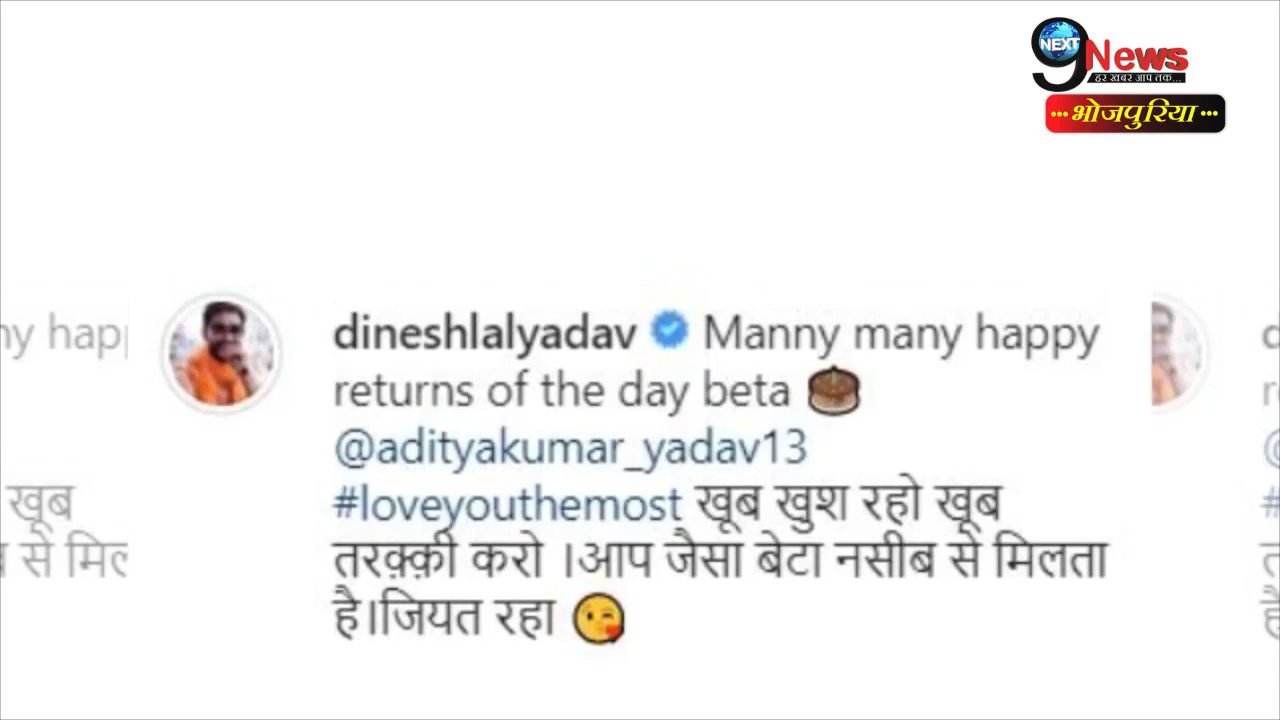 NEXT
9 News
हर खबर आप तक...
...भोजपुरिया...
dineshlalyadav Manny many happy
returns of the day beta
@adityakumar_yadav13
#loveyouthemost खूब खुश रहो खूब
तरक़्क़ी करो ।आप जैसा बेटा नसीब से मिलता
है।जियत रहा
खूब
से